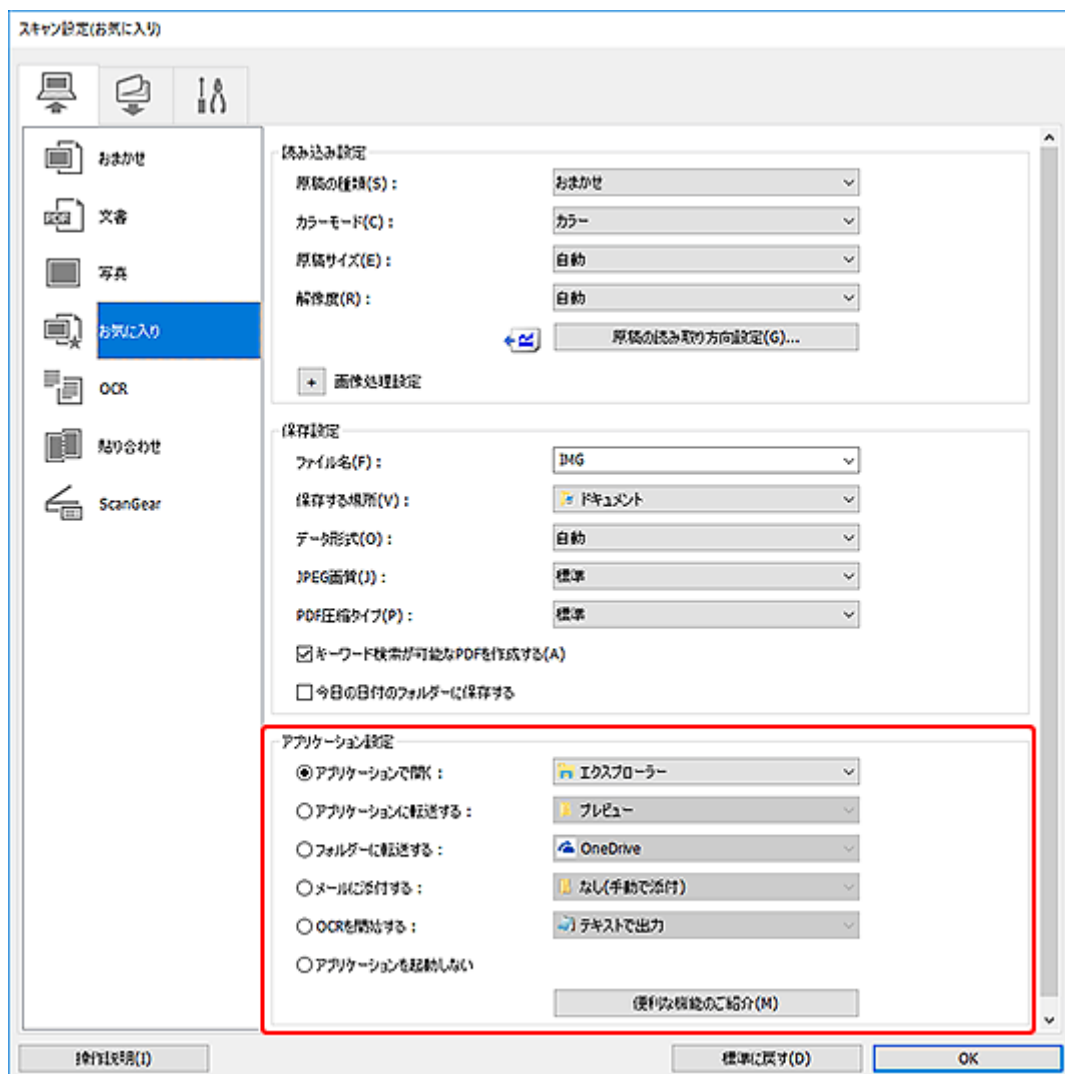 スキャン設定(お気に入り)
おまかせ
文書
写真
お気に入り
OCR
貼り合わせ
ScanGear
読み込み設定
原稿の種類(S)： おまかせ
カラーモード(C)： カラー
原稿サイズ(E)： 自動
解像度(R)： 自動
原稿の読み取り方向設定(G)...
+ 画像処理設定
保存設定
ファイル名(F)： IMG
保存する場所(V)： ドキュメント
データ形式(O)： 自動
JPEG画質(J)： 標準
PDF圧縮タイプ(P)： 標準
キーワード検索が可能なPDFを作成する(A)
今日の日付のフォルダーに保存する
アプリケーション設定
アプリケーションで開く： エクスプローラー
アプリケーションに転送する： プレビュー
フォルダーに転送する： OneDrive
メールに添付する： なし(手動で添付)
OCRを開始する： テキストで出力
アプリケーションを起動しない
便利な機能のご紹介(M)
操作説明(I) 標準に戻す(D) OK